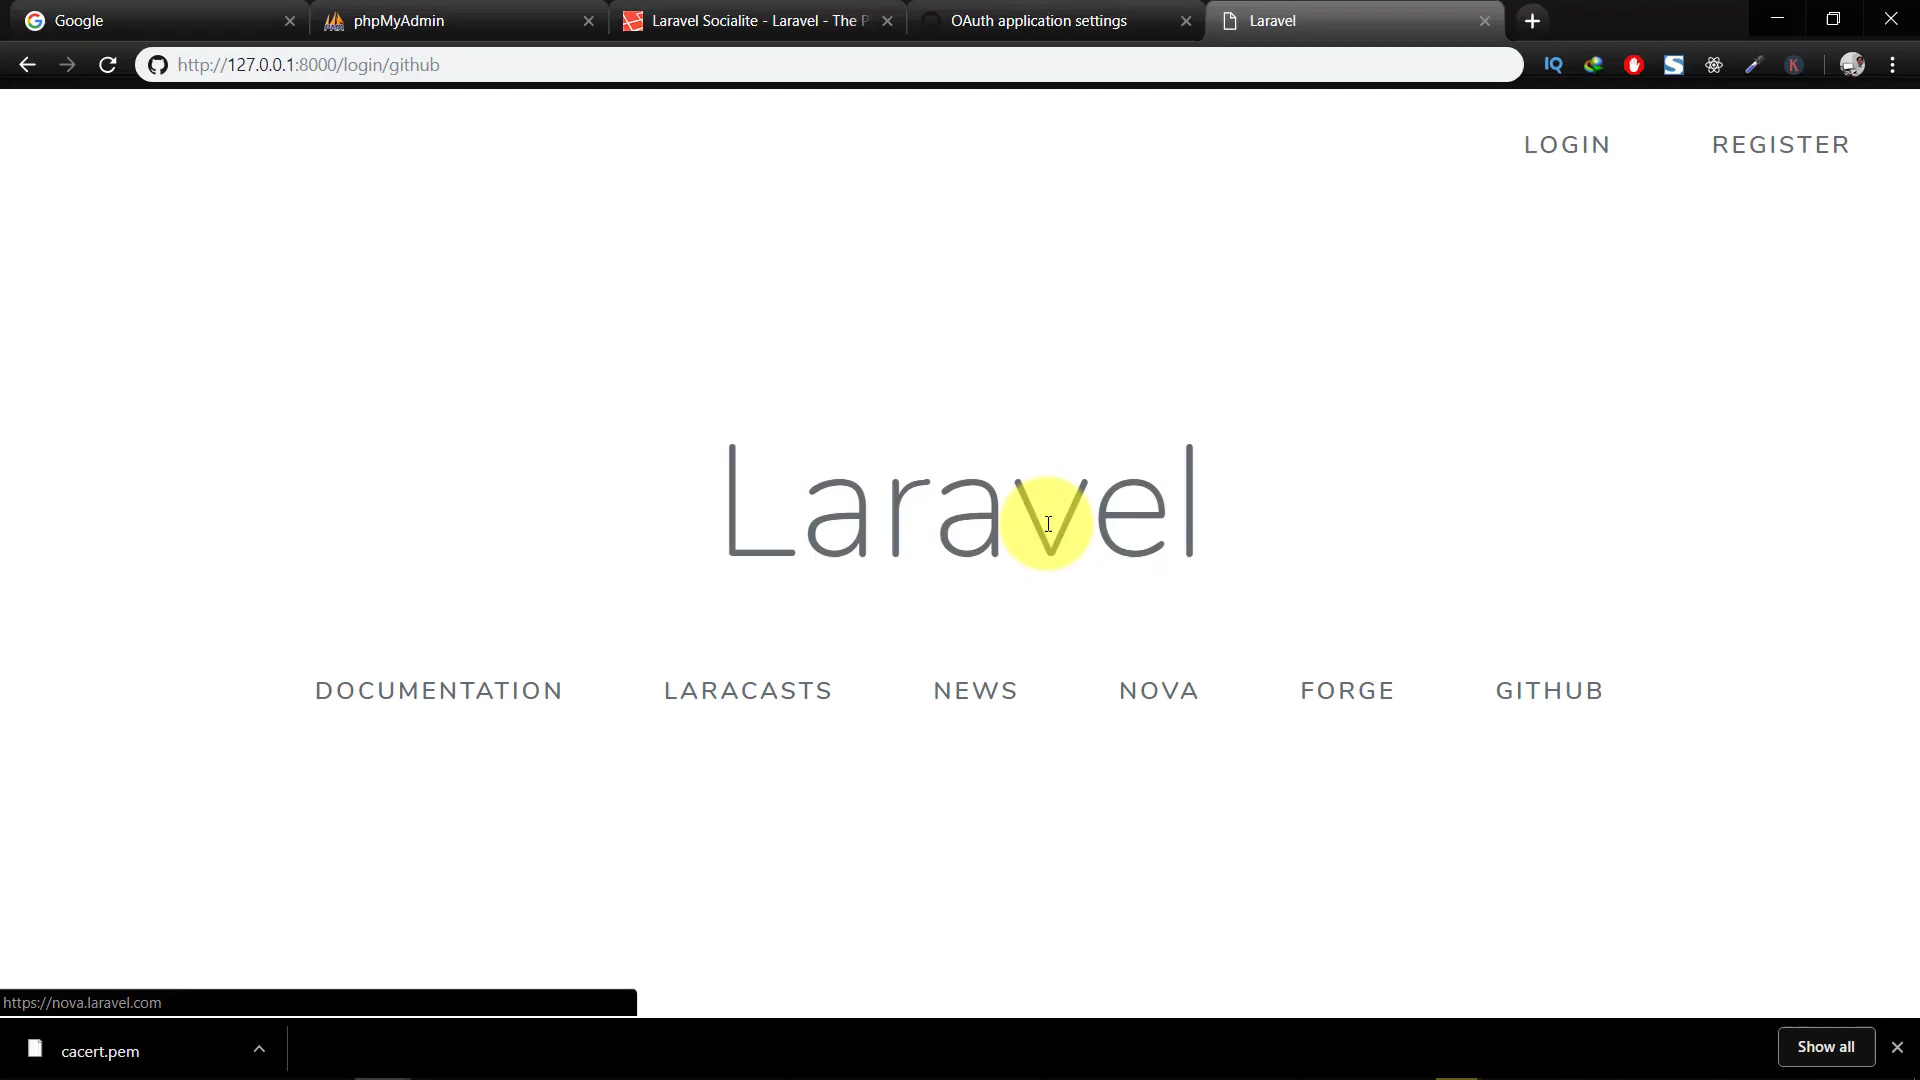 Google
phpMyAdmin
Laravel Socialite - Laravel - The P
OAuth application settings
Laravel
http://127.0.0.1:8000/login/github
IQ
S
K
LOGIN
REGISTER
Laravel
DOCUMENTATION
LARACASTS
NEWS
NOVA
FORGE
GITHUB
https://nova.laravel.com
cacert.pem
Show all